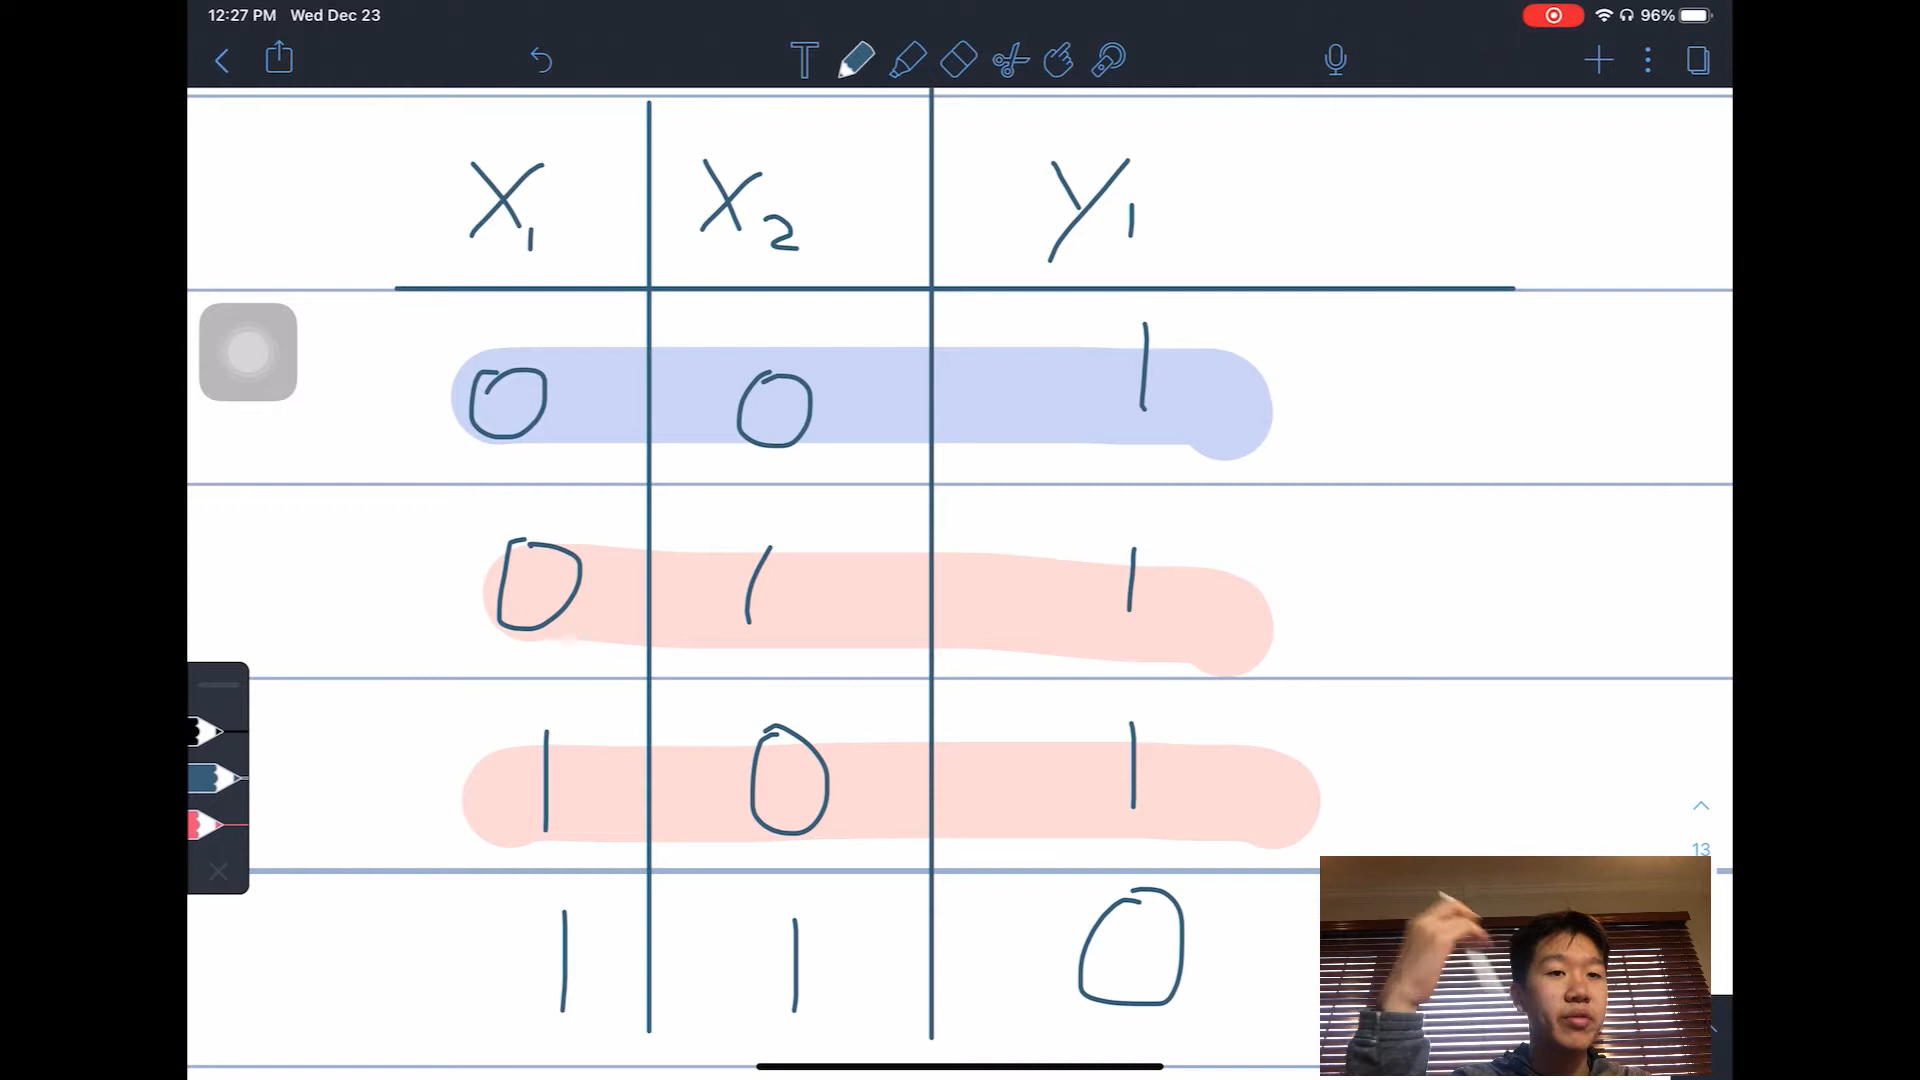 12:27 PM Wed Dec 23 96%
T
X₁ X₂ Y₁
0 0 1
0 1 1
1 0 1
13
1 1 0